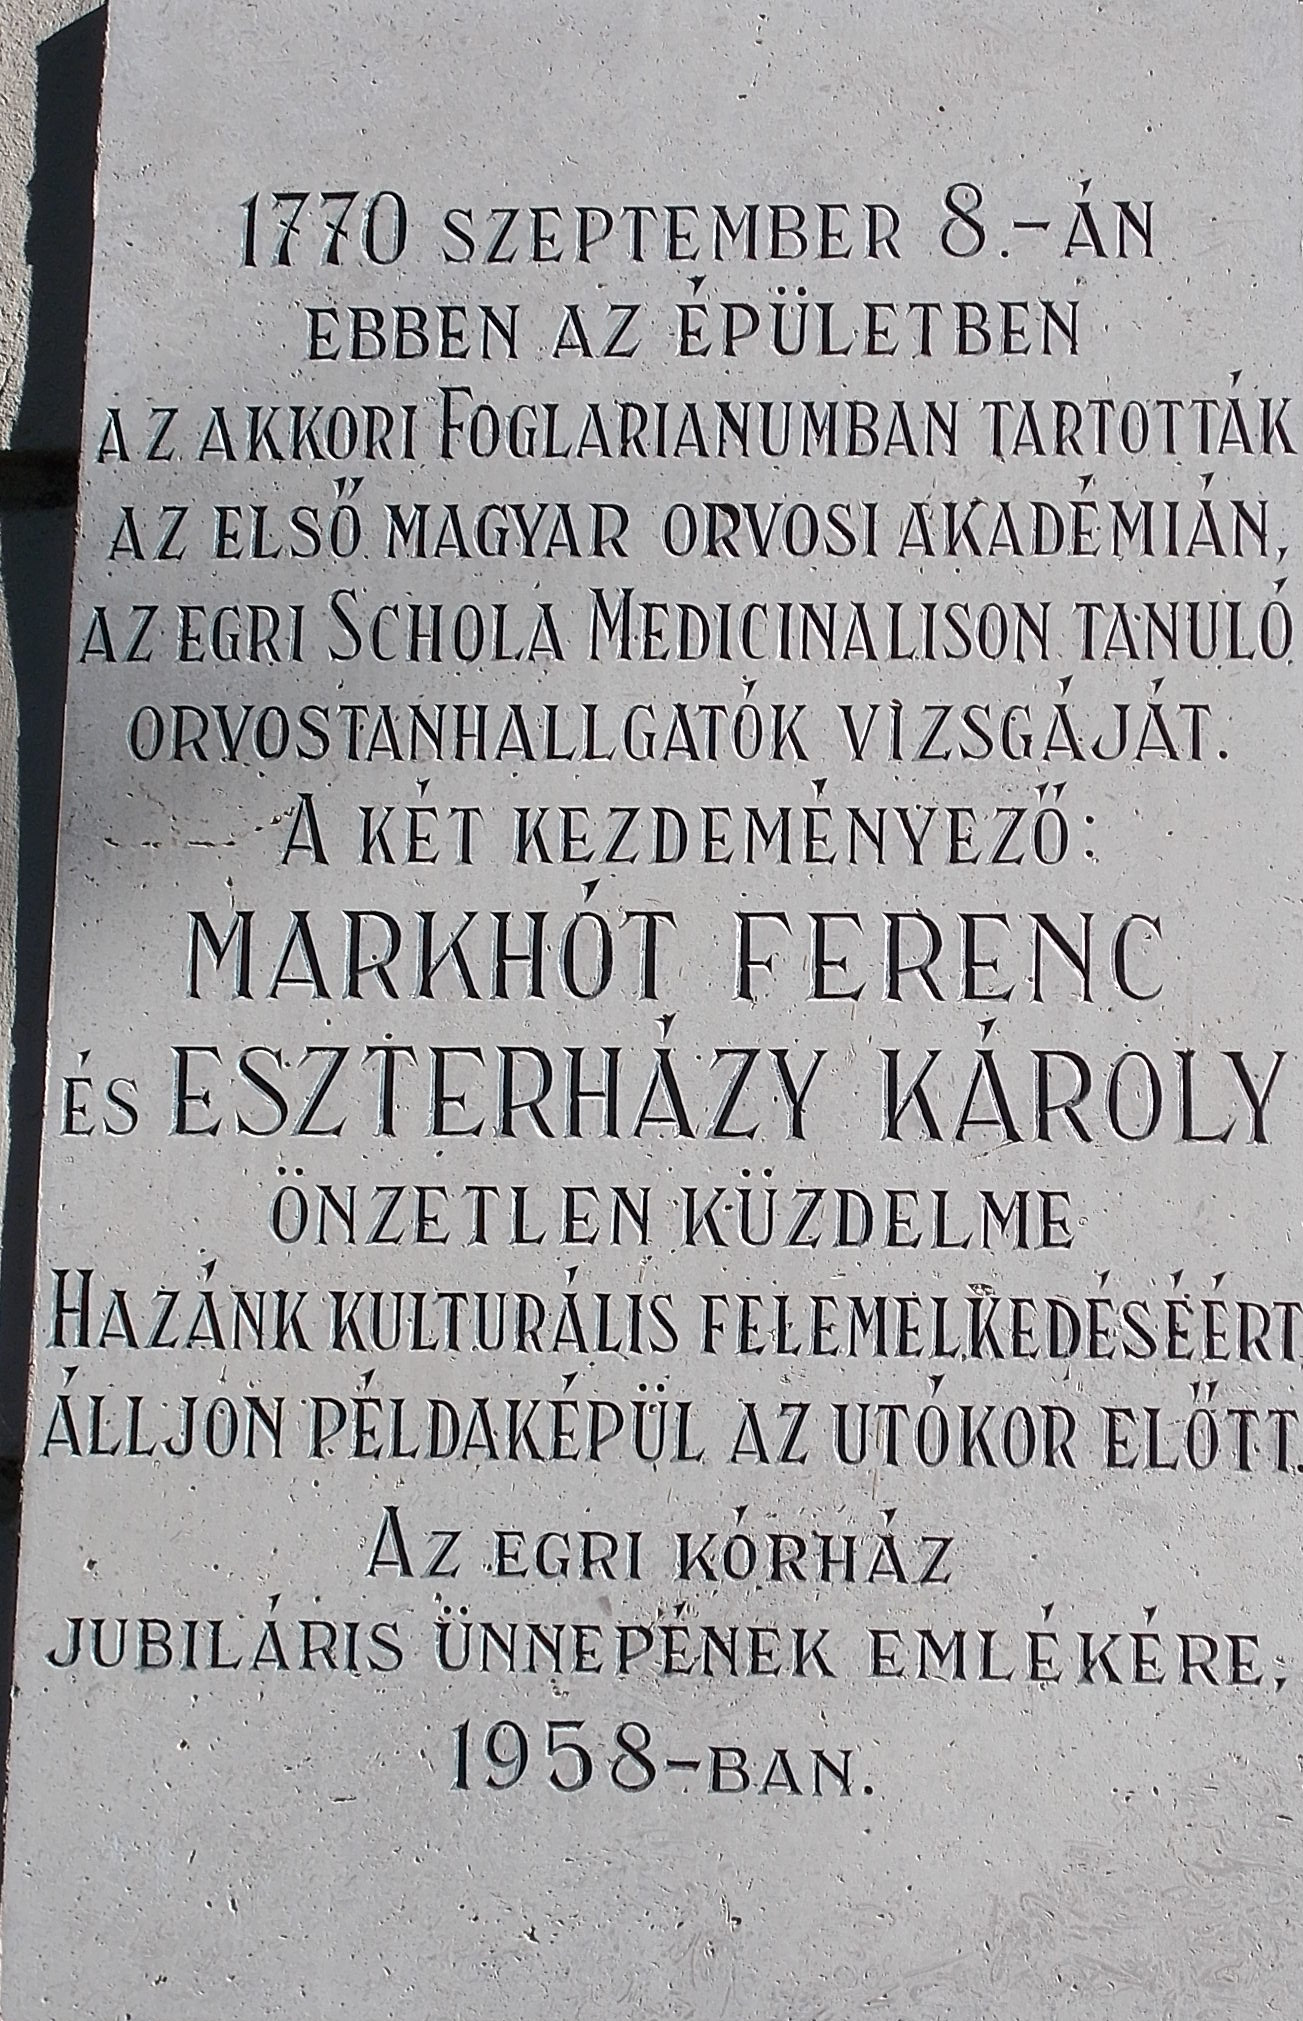 1770 SZEPTEMBER 8.-ÁN
EBBEN AZ ÉPÜLETBEN
AZ AKKORI FOGLARIANUMBAN TARTOTTÁK
AZ ELSŐ MAGYAR ORVOSI AKADÉMIÁN,
AZ EGRI SCHOLA MEDICINALISON TANULÓ
ORVOSTANHALLGATÓK VIZSGÁJÁT.
A KÉT KEZDEMÉNYEZŐ:
MARKHÓT FERENC
ÉS ESZTERHÁZY KÁROLY
ÖNZETLEN KÜZDELME
HAZÁNK KULTURÁLIS FELEMELKEDÉSÉÉRT
ÁLLJON PÉLDAKÉPÜL AZ UTÓKOR ELŐTT.
AZ EGRI KÓRHÁZ
JUBILÁRIS ÜNNEPÉNEK EMLÉKÉRE,
1958-BAN.